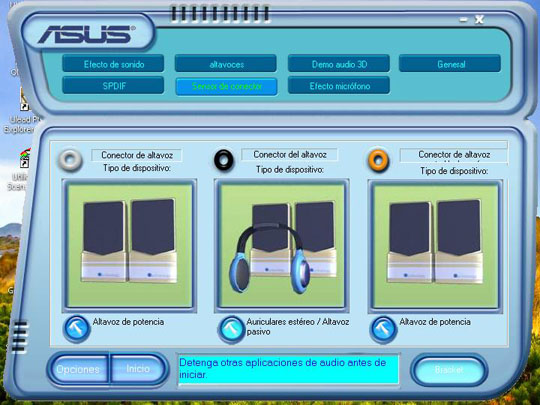 ASUS
Efecto de sonido
altavoces
Demo audio 3D
General
SPDIF
Sensor de conector
Efecto micrófono
Conector de altavoz
Tipo de dispositivo:
Conector del altavoz
Tipo de dispositivo:
Conector de altavoz
Tipo de dispositivo:
Altavoz de potencia
Auriculares estéreo / Altavoz
pasivo
Altavoz de potencia
Opciones
Inicio
Detenga otras aplicaciones de audio antes de
iniciar.
Bracket
Ulead
Explorer